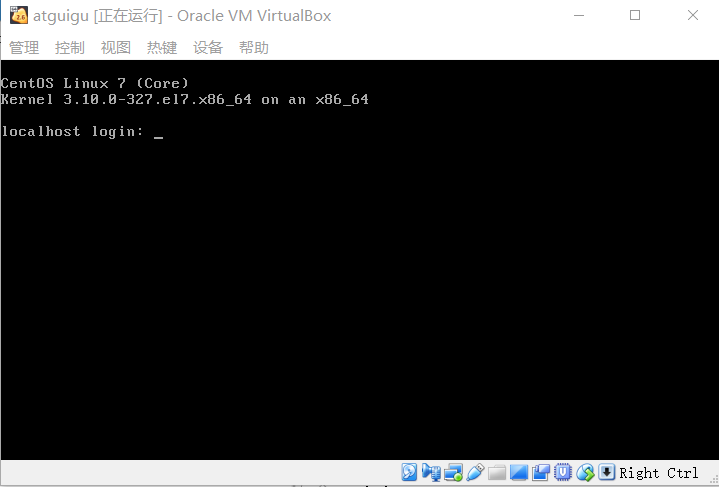 atguigu [正在运行] - Oracle VM VirtualBox
管理 控制 视图 热键 设备 帮助
CentOS Linux 7 (Core)
Kernel 3.10.0-327.el7.x86_64 on an x86_64
localhost login: _
Right Ctrl